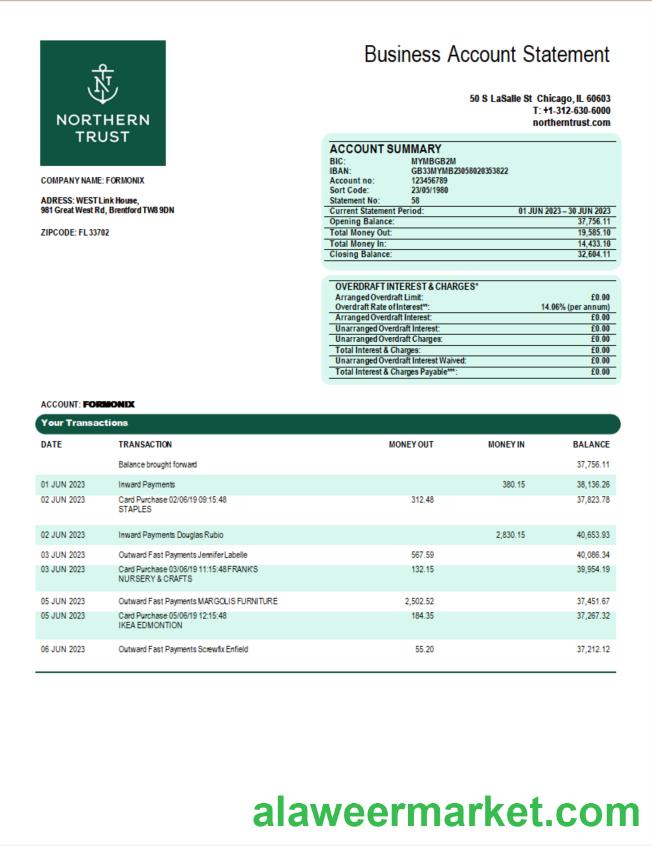 NORTHERN
TRUST
Business Account Statement
50 S LaSalle St Chicago, IL 60603
T: +1-312-630-6000
northerntrust.com
COMPANY NAME: FORMONIX
ADRESS: WEST Link House,
981 Great West Rd, Brentford TW8 9DN
ZIPCODE: FL 33702
ACCOUNT SUMMARY
BIC: MYMBGB2M
IBAN: GB33MYMB23058020353822
Account no: 123456789
Sort Code: 23/05/1980
Statement No: 58
Current Statement Period: 01 JUN 2023 – 30 JUN 2023
Opening Balance: 37,756.11
Total Money Out: 19,585.10
Total Money In: 14,433.10
Closing Balance: 32,604.11
OVERDRAFT INTEREST & CHARGES*
Arranged Overdraft Limit: £0.00
Overdraft Rate of Interest**: 14.06% (per annum)
Arranged Overdraft Interest: £0.00
Unarranged Overdraft Interest: £0.00
Unarranged Overdraft Charges: £0.00
Total Interest & Charges: £0.00
Unarranged Overdraft Interest Waived: £0.00
Total Interest & Charges Payable***: £0.00
ACCOUNT: FORMONIX
Your Transactions
DATE TRANSACTION MONEY OUT MONEY IN BALANCE
Balance brought forward 37,756.11
01 JUN 2023 Inward Payments 380.15 38,136.26
02 JUN 2023 Card Purchase 02/06/19 09:15:48 312.48 37,823.78
STAPLES
02 JUN 2023 Inward Payments Douglas Rubio 2,830.15 40,653.93
03 JUN 2023 Outward Fast Payments Jennifer Labelle 567.59 40,086.34
03 JUN 2023 Card Purchase 03/06/19 11:15:48 FRANK'S 132.15 39,954.19
NURSERY & CRAFTS
05 JUN 2023 Outward Fast Payments MARGOLIS FURNITURE 2,502.52 37,451.67
05 JUN 2023 Card Purchase 05/06/19 12:15:48 184.35 37,267.32
IKEA EDMONTION
06 JUN 2023 Outward Fast Payments Screwfix Enfield 55.20 37,212.12
alaweermarket.com